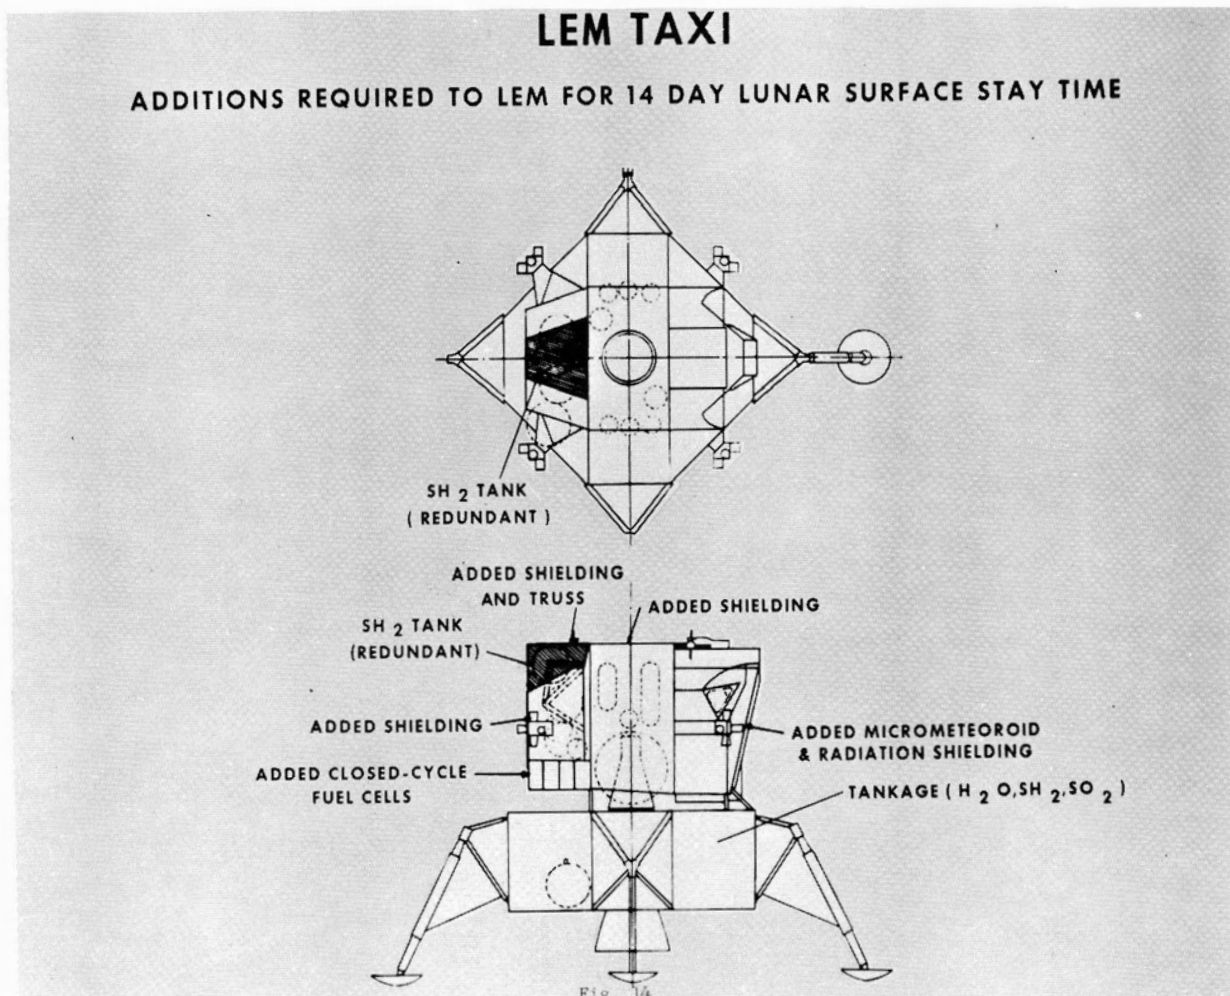 LEM TAXI
ADDITIONS REQUIRED TO LEM FOR 14 DAY LUNAR SURFACE STAY TIME
SH 2 TANK
( REDUNDANT )
ADDED SHIELDING
AND TRUSS
ADDED SHIELDING
SH 2 TANK
(REDUNDANT)
ADDED SHIELDING
ADDED MICROMETEOROID
& RADIATION SHIELDING
ADDED CLOSED-CYCLE
FUEL CELLS
TANKAGE ( H 2 O, SH 2, SO 2 )
Fig. 14